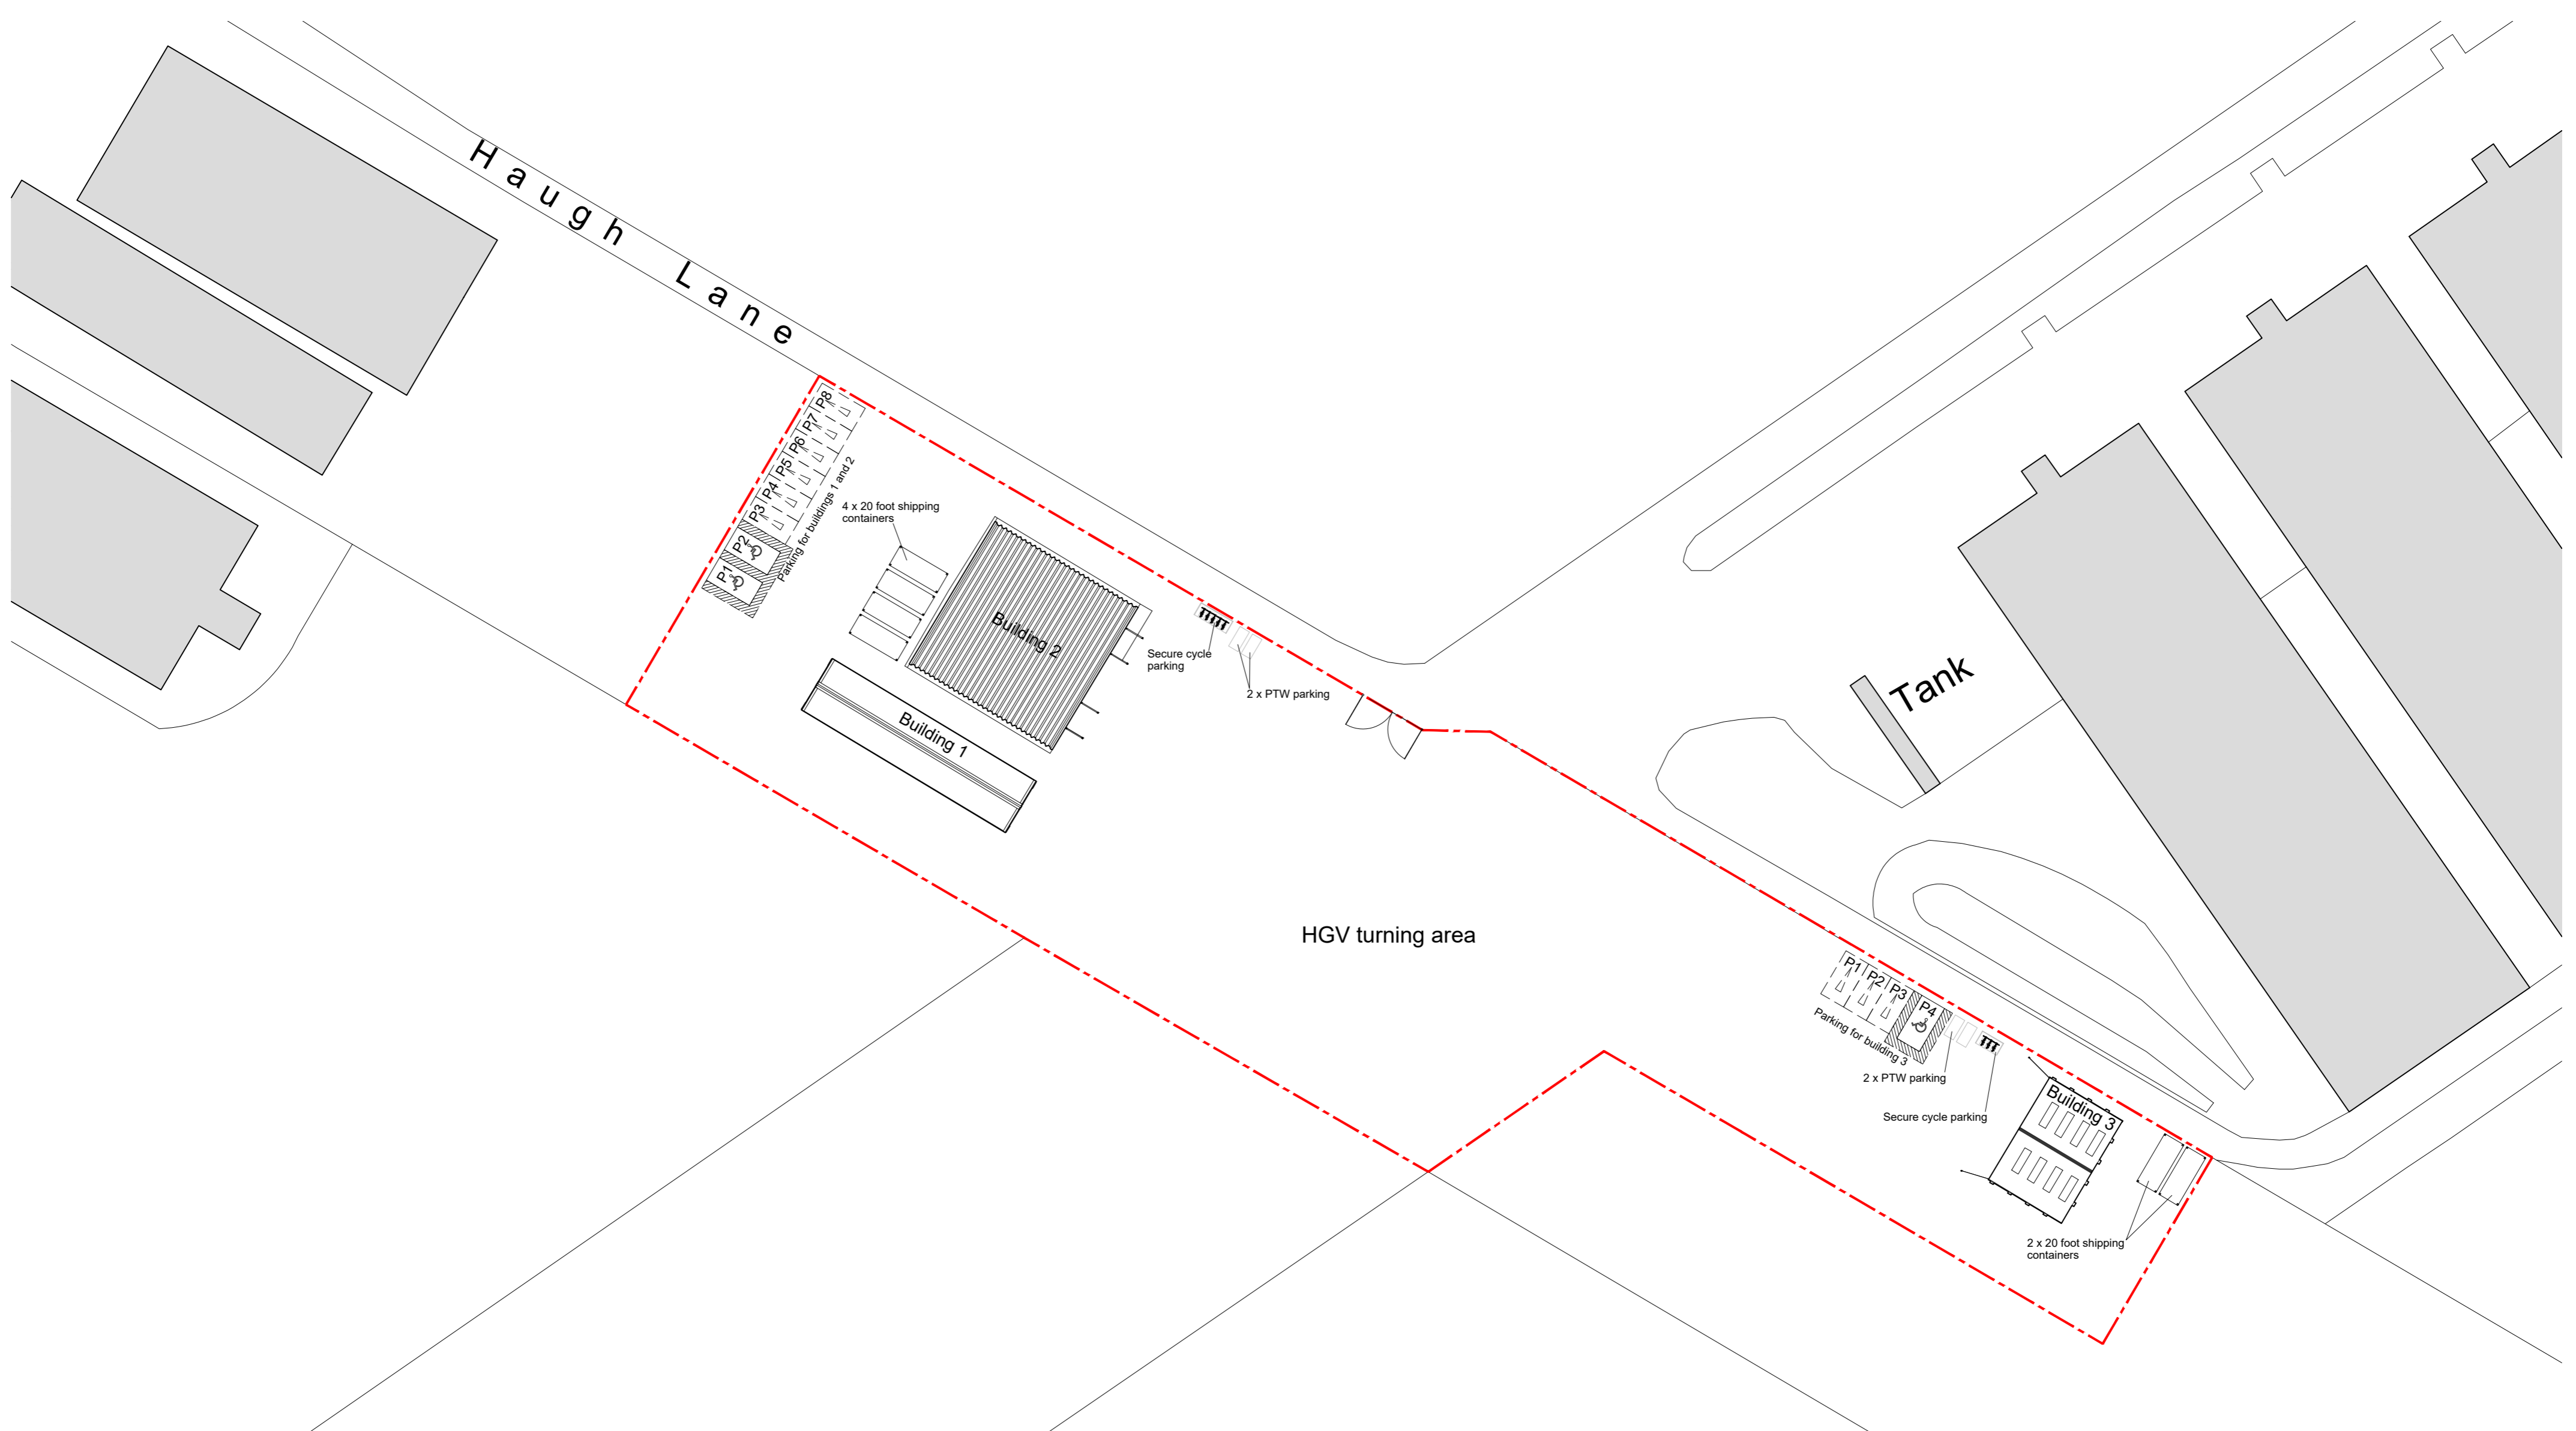 Haugh Lane
P8
P7
P6
P5
P4
P3
P2
P1
Parking for buildings 1 and 2
4 x 20 foot shipping
containers
Building 2
Building 1
Secure cycle
parking
2 x PTW parking
Tank
HGV turning area
P1
P2
P3
P4
Parking for building 3
2 x PTW parking
Secure cycle parking
Building 3
2 x 20 foot shipping
containers